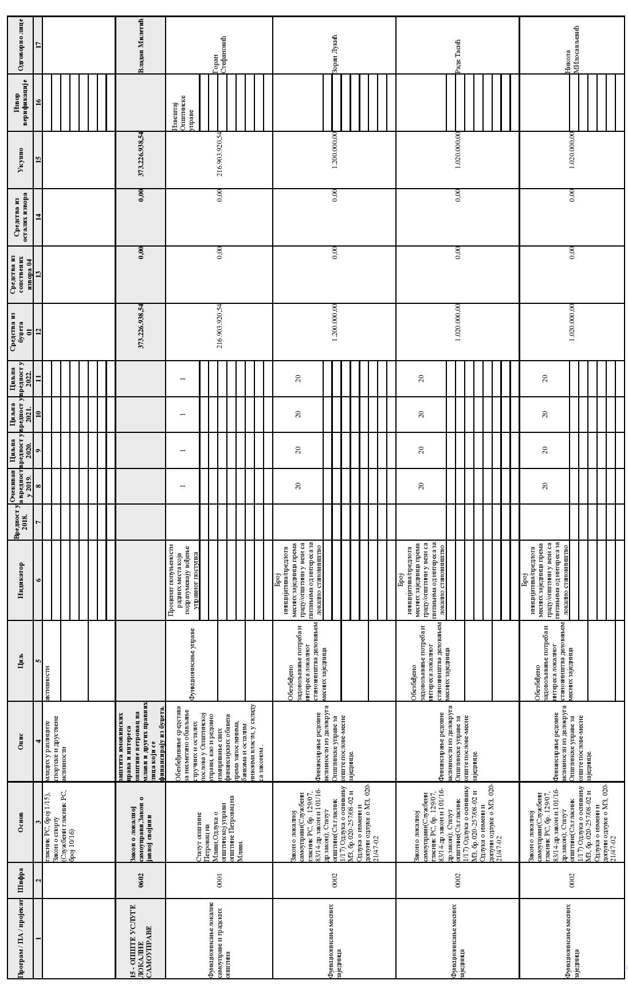 Програм / ПА / пројекат
Шифра
Основ
Опис
Циљ
Индикатор
Вредност у
2018.
Очекиван
а вредност
у 2019.
Циљна
вредност у
2020.
Циљна
вредност у
2021.
Циљна
вредност у
2022.
Средства из
буџета
01
Средства из
сопствених
извора 04
Средства из
осталих извора
Укупно
Извор
верификације
Одговорно лице
1
2
3
4
5
6
7
8
9
10
11
12
13
14
15
16
17
гласник РС, број 1/15),
Закон о спорту
(Службени гласник РС,
број 10/16)
младих у различите
спортске и друствене
активности
активности
15 - ОПШТЕ УСЛУГЕ
ЛОКАЛНЕ
САМОУПРАВЕ
0602
Закон о локалној
самоуправи,Закон о
јавној својини
заштита имовинских
права и интереса
општине петровац на
млави и других правних
лица који се
финансирају из буџета.
373.226.938,54
0,00
0,00
373.226.938,54
Владан Милетић
Функционисање локалне
самоуправе и градских
општина
0001
Статут општине
Петровац на
Млави,Одлука о
општинској управи
општине Петровац на
Млави.
Обезбеђивање средстава
за несметано обављање
стручних и осталих
послова у Општинској
управи, као и редовно
измиривање свих
финансијских обавеза
према запосленима,
банкама и осталим
нивоима власти, у складу
са законом .
Функционисање управе
Проценат попуњености
радних места која
подразумевају вођење
управног поступка
1
1
1
1
216.903.920,54
0,00
0,00
216.903.920,54
Извештај
Општинске
управе
Горан
Стефановић
Функционисање месних
заједница
0002
Закон о локалној
самоуправи(Службени
гласник РС, бр. 129/07,
83/14-др.закон и 101/16-
др.закон); Статут
општине(Сл.гласник
1/17) Одлука о оснивању
МЗ, бр.020-257/08-02 и
Одлука о измени и
допуни одлуке о МЗ, 020-
21/47-02
Финансирање редовне
активности из делокруга
Општинске управе за
опште послове-месне
заједнице.
Обезбеђено
задовољавање потреба и
интереса локалног
становништва деловањем
месних заједница
Број
иницијатива/предлога
месних заједница према
граду/општини у вези са
питањима од интереса за
локално становништво
20
20
20
20
1.200.000,00
0,00
0,00
1.200.000,00
Зоран Лукић
Функционисање месних
заједница
0002
Закон о локалној
самоуправи(Службени
гласник РС, бр. 129/07,
83/14-др.закон и 101/16-
др.закон); Статут
општине(Сл.гласник
1/17) Одлука о оснивању
МЗ, бр.020-257/08-02 и
Одлука о измени и
допуни одлуке о МЗ, 020-
21/47-02
Финансирање редовне
активности из делокруга
Општинске управе за
опште послове-месне
заједнице.
Обезбеђено
задовољавање потреба и
интереса локалног
становништва деловањем
месних заједница
Број
иницијатива/предлога
месних заједница према
граду/општини у вези са
питањима од интереса за
локално становништво
20
20
20
20
1.020.000,00
0,00
0,00
1.020.000,00
Раде Тасић
Функционисање месних
заједница
0002
Закон о локалној
самоуправи(Службени
гласник РС, бр. 129/07,
83/14-др.закон и 101/16-
др.закон); Статут
општине(Сл.гласник
1/17) Одлука о оснивању
МЗ, бр.020-257/08-02 и
Одлука о измени и
допуни одлуке о МЗ, 020-
21/47-02
Финансирање редовне
активности из делокруга
Општинске управе за
опште послове-месне
заједнице.
Обезбеђено
задовољавање потреба и
интереса локалног
становништва деловањем
месних заједница
Број
иницијатива/предлога
месних заједница према
граду/општини у вези са
питањима од интереса за
локално становништво
20
20
20
20
1.020.000,00
0,00
0,00
1.020.000,00
Никола
МИлосављевић